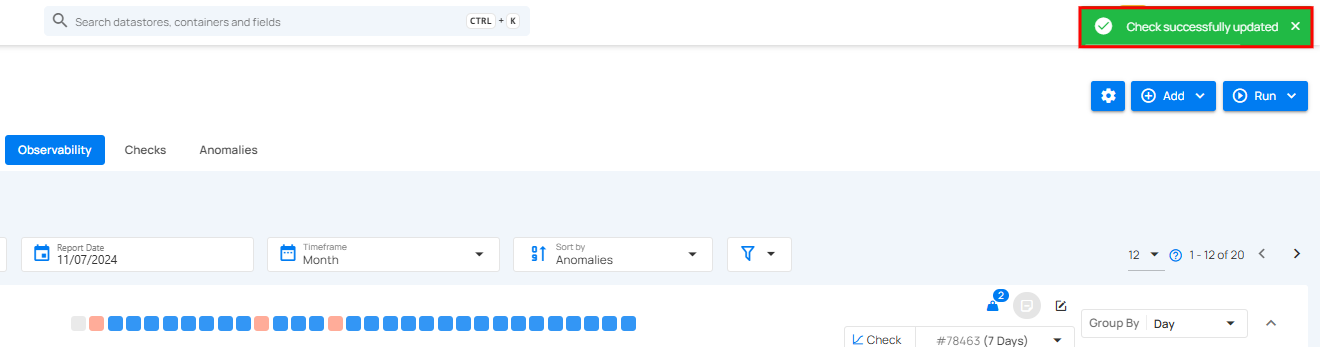 Search datastores, containers and fields CTRL + K
Check successfully updated
Add
Run
Observability
Checks
Anomalies
Report Date
11/07/2024
Timeframe
Month
Sort by
Anomalies
12
1 - 12 of 20
2
Group By Day
Check
#78463 (7 Days)